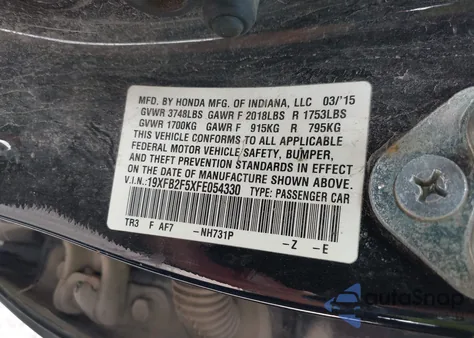 MFD. BY HONDA MFG. OF INDIANA, LLC 03/'15
GVWR 3748LBS GAWR F 2018LBS R 1753LBS
GVWR 1700KG GAWR F 915KG R 795KG
THIS VEHICLE CONFORMS TO ALL APPLICABLE
FEDERAL MOTOR VEHICLE SAFETY, BUMPER,
AND THEFT PREVENTION STANDARDS IN EFFECT
ON THE DATE OF MANUFACTURE SHOWN ABOVE.
V.I.N.:19XFB2F5XFE054330 TYPE: PASSENGER CAR
TR3 F AF7 -NH731P -Z -E
autoSnap